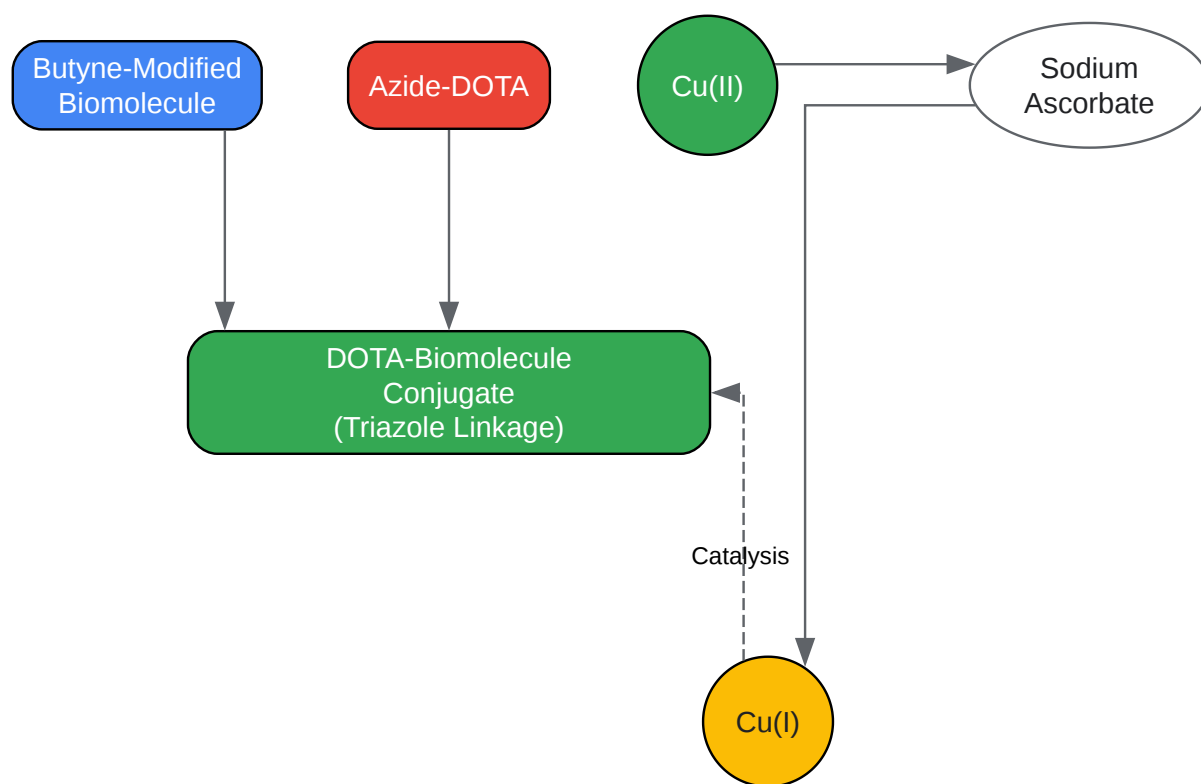 Butyne-Modified
Biomolecule
Azide-DOTA
Cu(II)
Sodium
Ascorbate
DOTA-Biomolecule
Conjugate
(Triazole Linkage)
Catalysis
Cu(I)